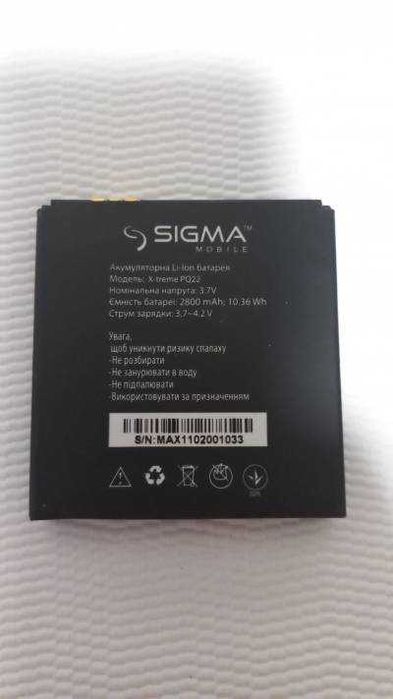 SIGMA™
MOBILE
Акумуляторна Li-Ion батарея
Модель: X-treme PQ22
Номінальна напруга: 3.7V
Ємність батареї: 2800 mAh; 10.36 Wh
Струм зарядки: 3,7~4.2 V
Увага,
щоб уникнути ризику спалаху
-Не розбирати
-Не занурювати в воду
-Не підпалювати
-Використовувати за призначенням
S/N:MAX1102001033